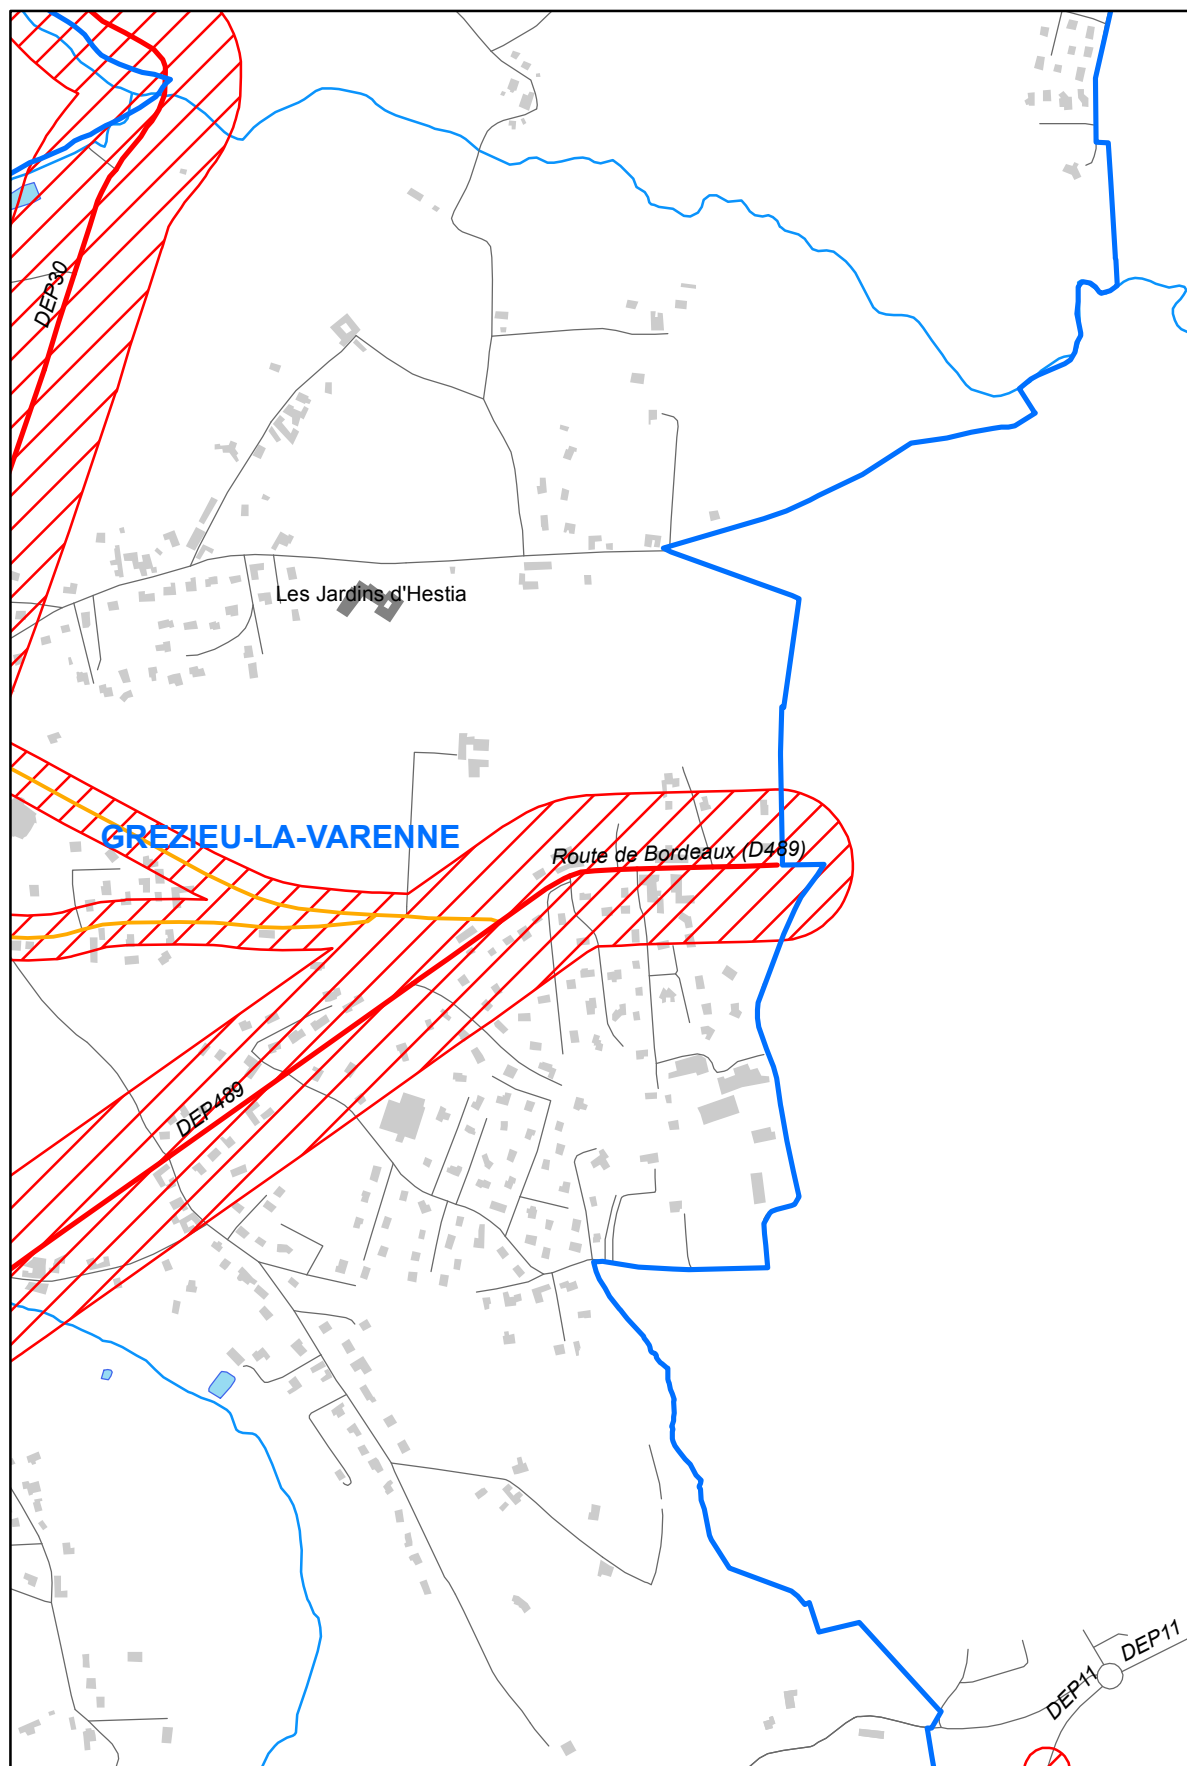 DEP30
Les Jardins d'Hestia
GREZIEU-LA-VARENNE
Route de Bordeaux (D489)
DEP489
DEP11
DEP11